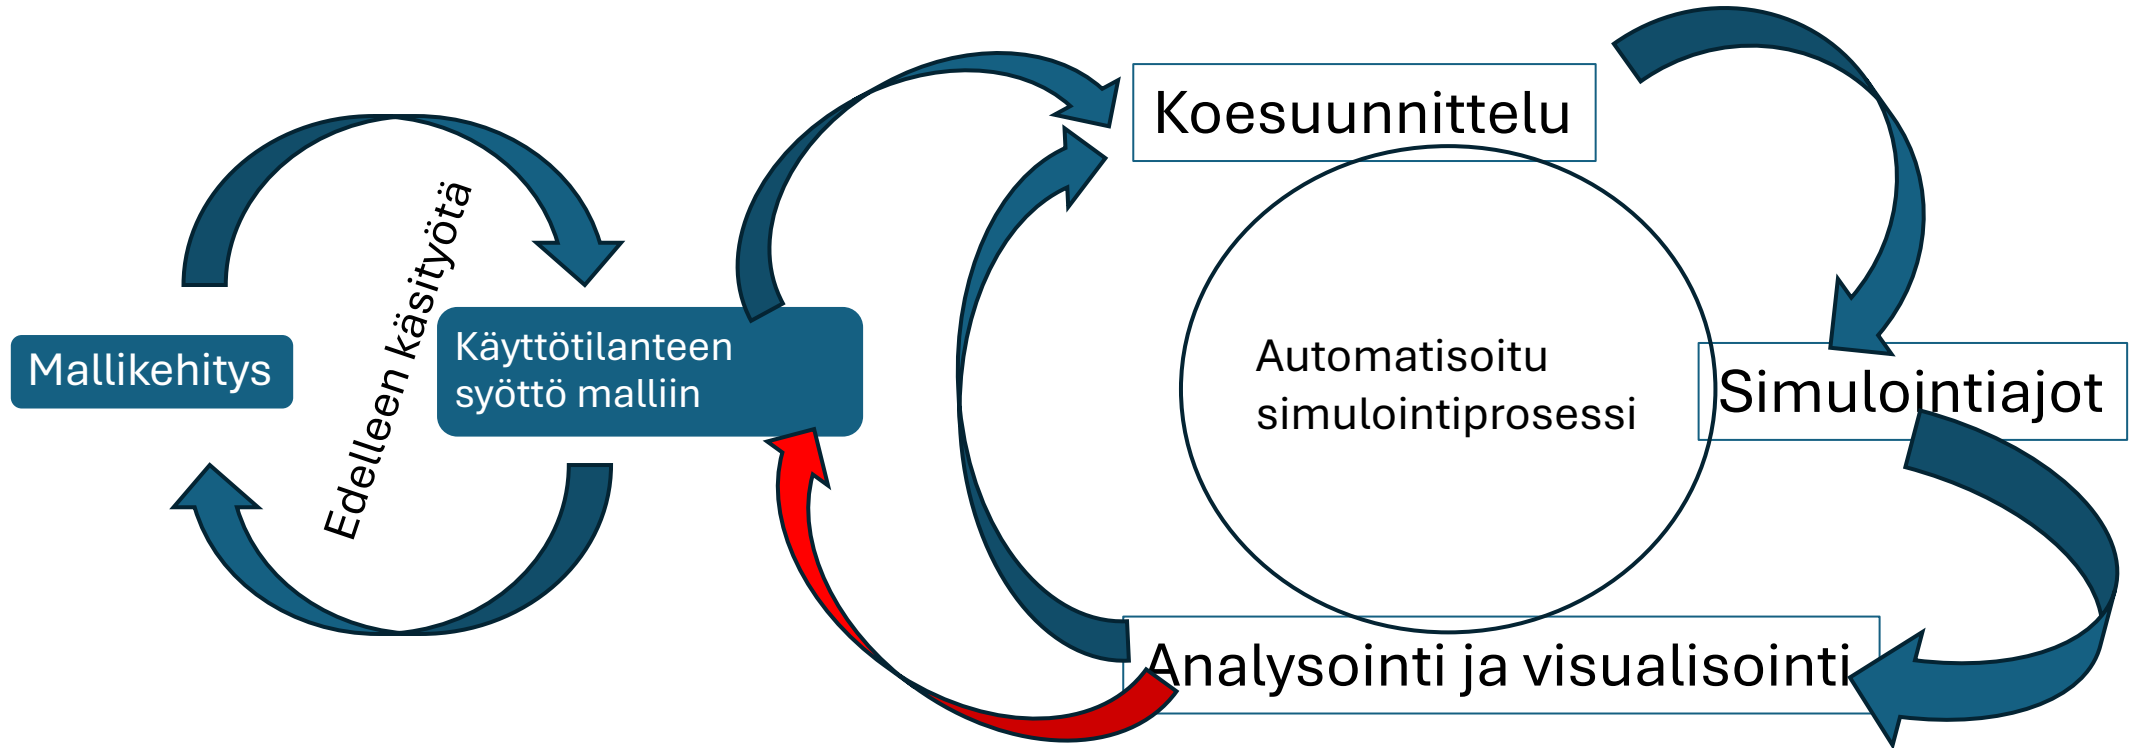 Mallikehitys
Edelleen käsityötä
Käyttötilanteen
syöttö malliin
Koesuunnittelu
Automatisoitu
simulointiprosessi
Simulointiajot
Analysointi ja visualisointi